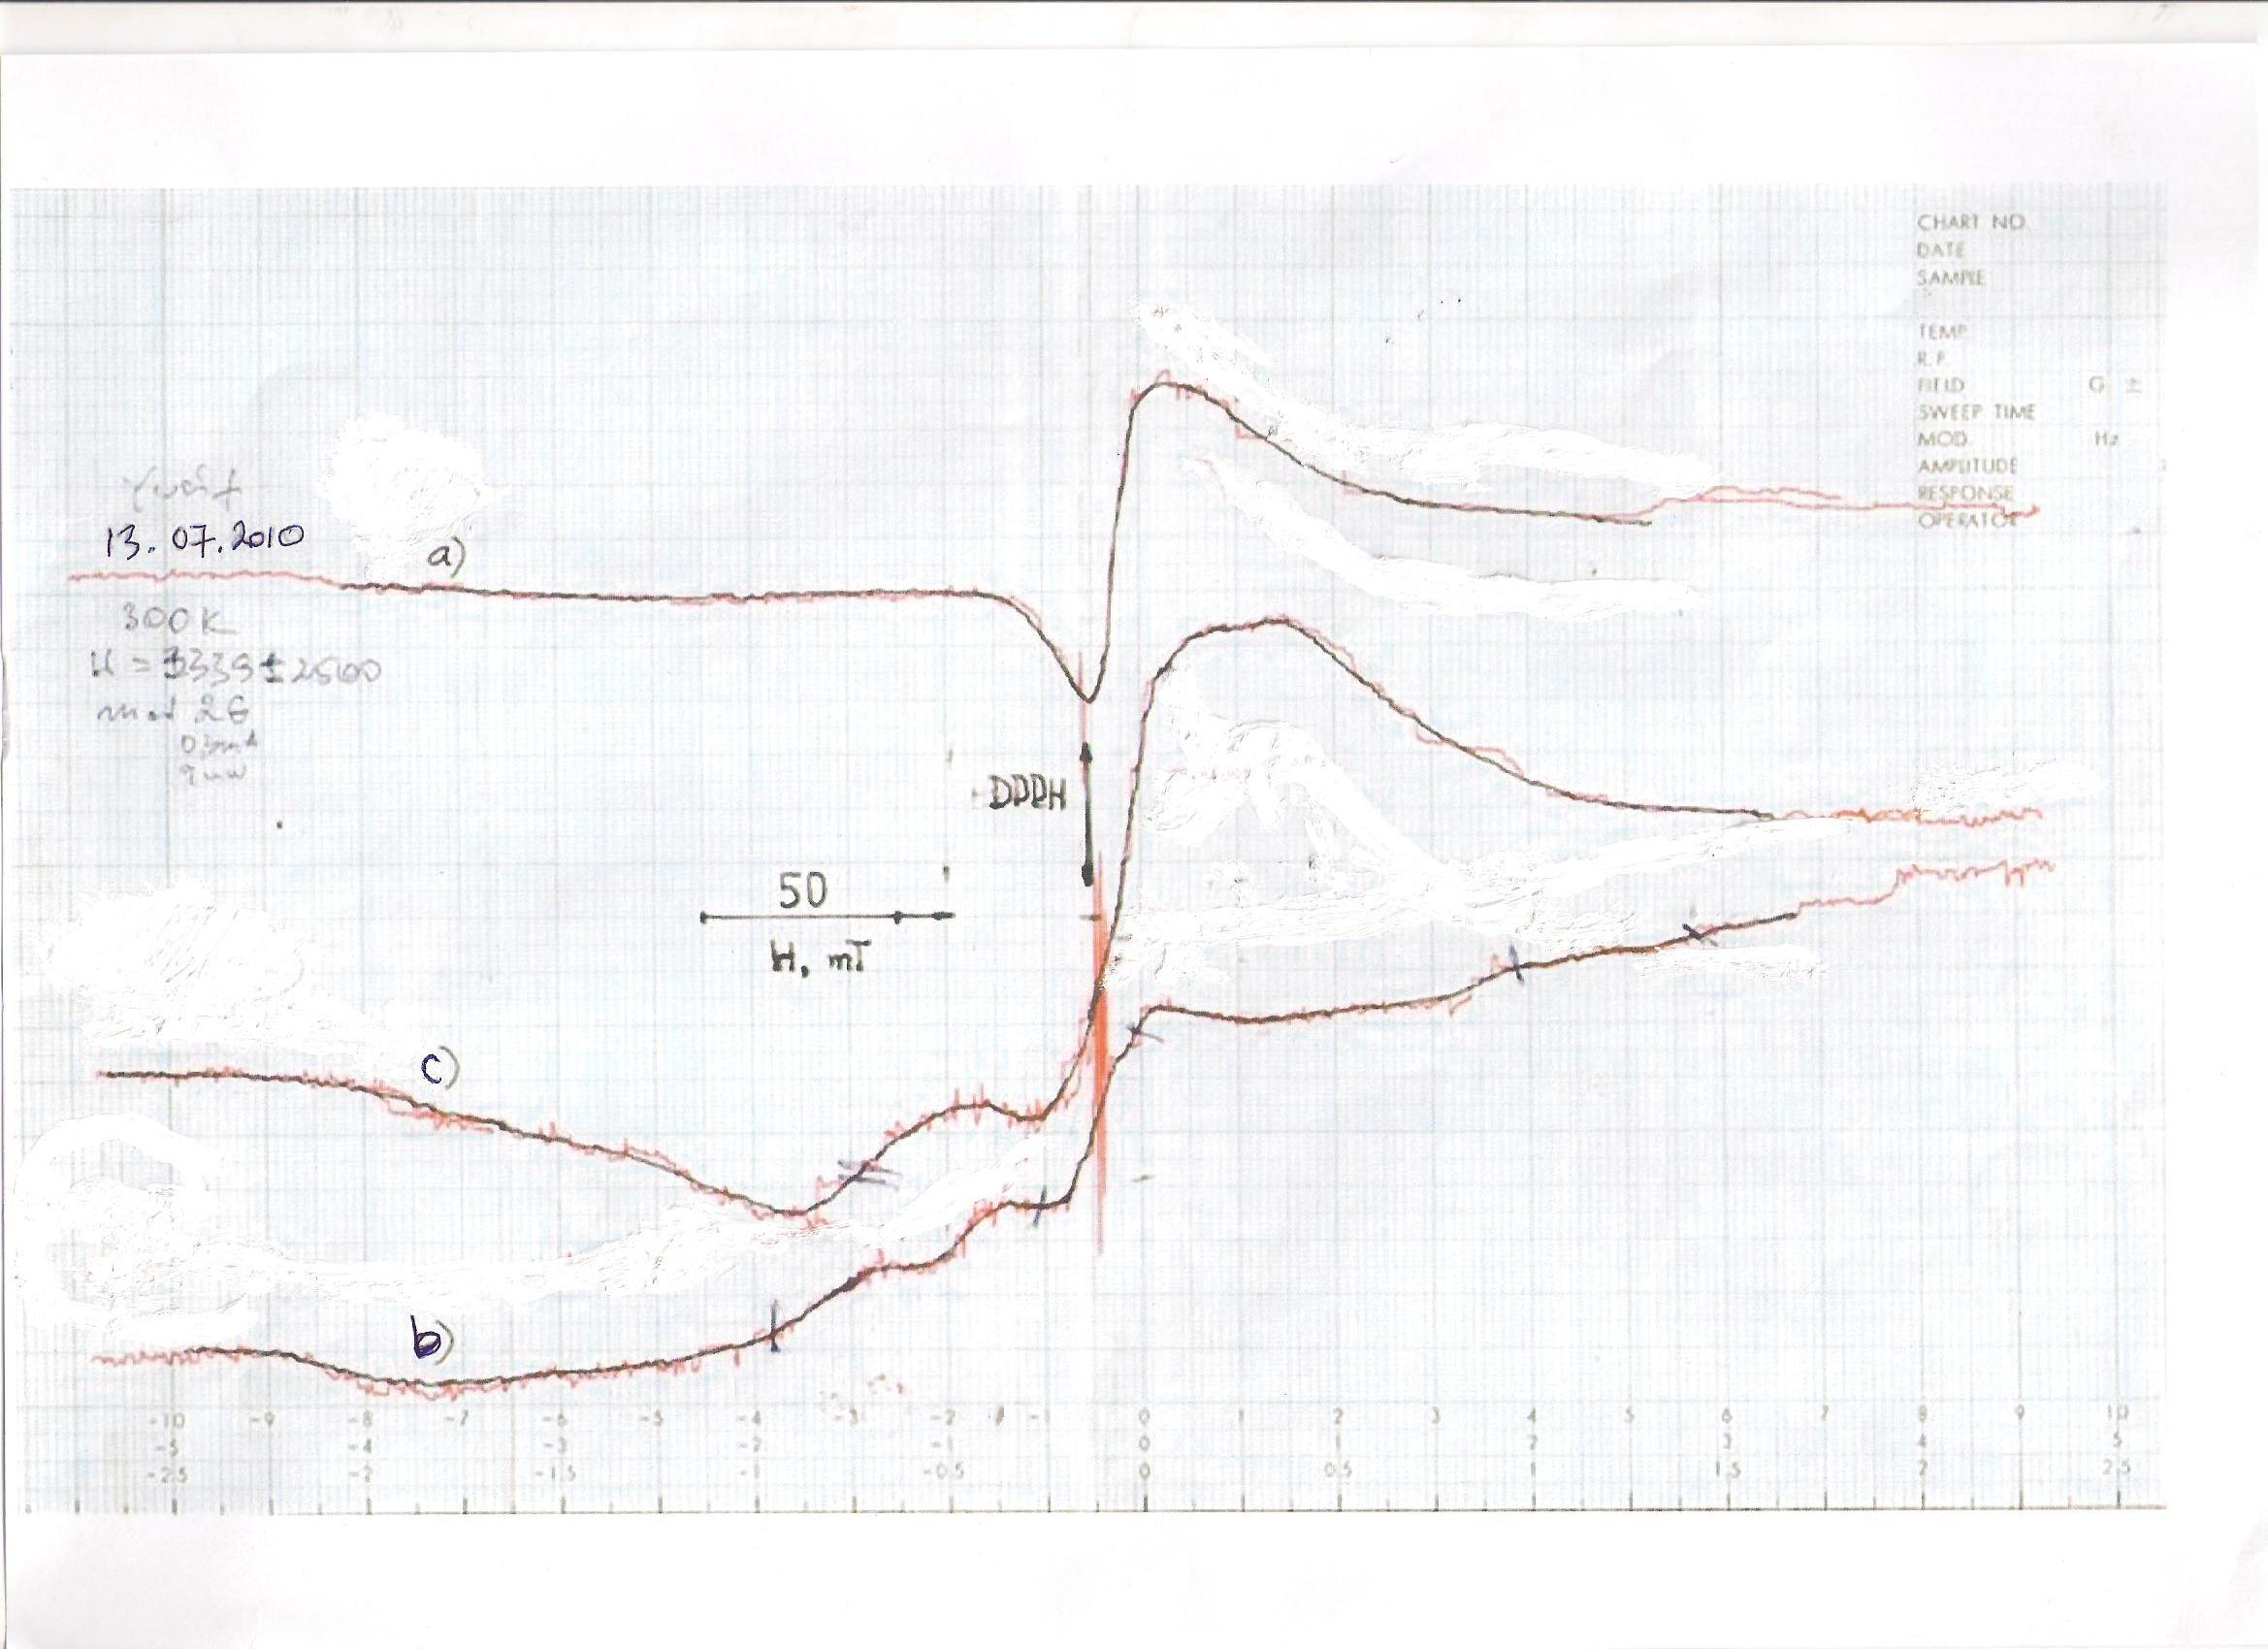 CHART NO.
DATE
SAMPLE
TEMP.
R. F.
FIELD G ±
SWEEP TIME
MOD. Hz
AMPLITUDE
RESPONSE
OPERATOR
13.07.2010
a)
300K
H = ±3335±2500
mod 2G
DPPH
50
H, mT
c)
b)
-10 -9 -8 -7 -6 -5 -4 -3 -2 -1 0 1 2 3 4 5 6 7 8 9 10
-5 -4 -3 -2 -1 0 1 2 3 4 5
-2.5 -2 -1.5 -1 -0.5 0 0.5 1 1.5 2 2.5